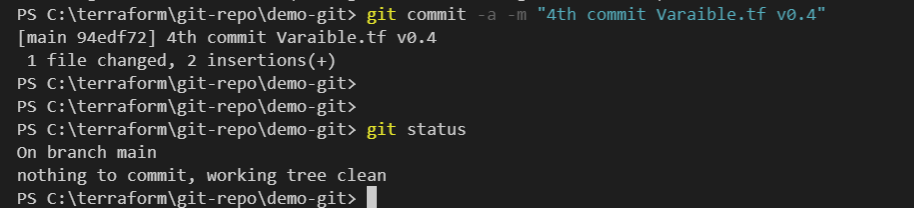 PS C:\terraform\git-repo\demo-git> git commit -a -m "4th commit Varaible.tf v0.4"
[main 94edf72] 4th commit Varaible.tf v0.4
 1 file changed, 2 insertions(+)
PS C:\terraform\git-repo\demo-git>
PS C:\terraform\git-repo\demo-git>
PS C:\terraform\git-repo\demo-git> git status
On branch main
nothing to commit, working tree clean
PS C:\terraform\git-repo\demo-git>